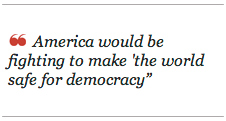 ❝ America would be
fighting to make 'the world
safe for democracy”